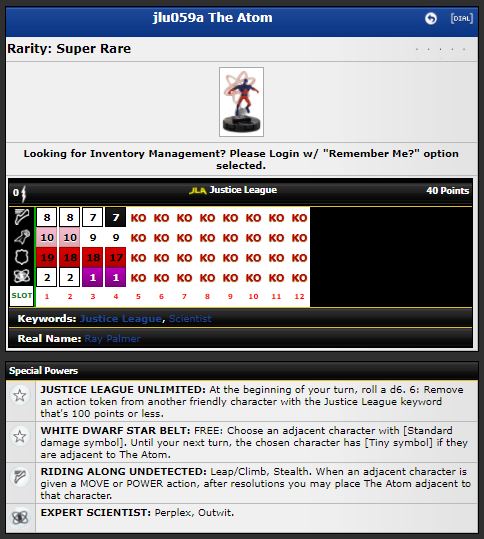 jlu059a The Atom
[DIAL]
Rarity: Super Rare
Looking for Inventory Management? Please Login w/ "Remember Me?" option
selected.
0
JLA Justice League
40 Points
8 8 7 7 KO KO KO KO KO KO KO KO
10 10 9 9 KO KO KO KO KO KO KO KO
19 18 18 17 KO KO KO KO KO KO KO KO
2 2 1 1 KO KO KO KO KO KO KO KO
SLOT 1 2 3 4 5 6 7 8 9 10 11 12
Keywords: Justice League, Scientist
Real Name: Ray Palmer
Special Powers
JUSTICE LEAGUE UNLIMITED: At the beginning of your turn, roll a d6. 6: Remove
an action token from another friendly character with the Justice League keyword
that's 100 points or less.
WHITE DWARF STAR BELT: FREE: Choose an adjacent character with [Standard
damage symbol]. Until your next turn, the chosen character has [Tiny symbol] if they
are adjacent to The Atom.
RIDING ALONG UNDETECTED: Leap/Climb, Stealth. When an adjacent character is
given a MOVE or POWER action, after resolutions you may place The Atom adjacent to
that character.
EXPERT SCIENTIST: Perplex, Outwit.